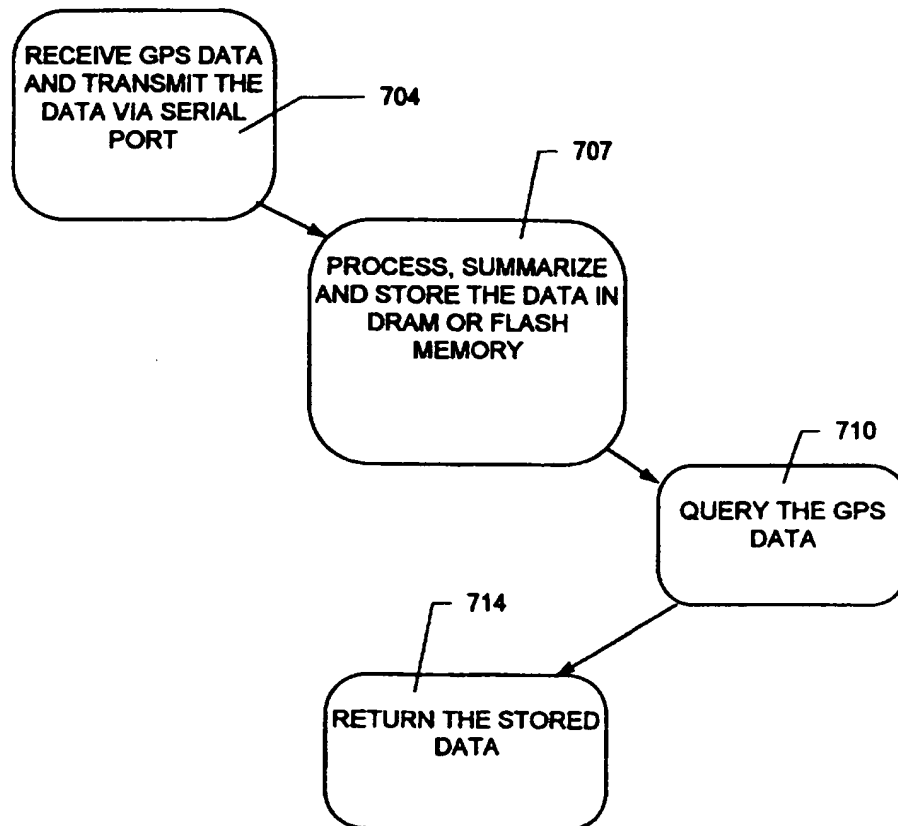 RECEIVE GPS DATA
AND TRANSMIT THE
DATA VIA SERIAL
PORT
704
707
PROCESS, SUMMARIZE
AND STORE THE DATA IN
DRAM OR FLASH
MEMORY
710
QUERY THE GPS
DATA
714
RETURN THE STORED
DATA